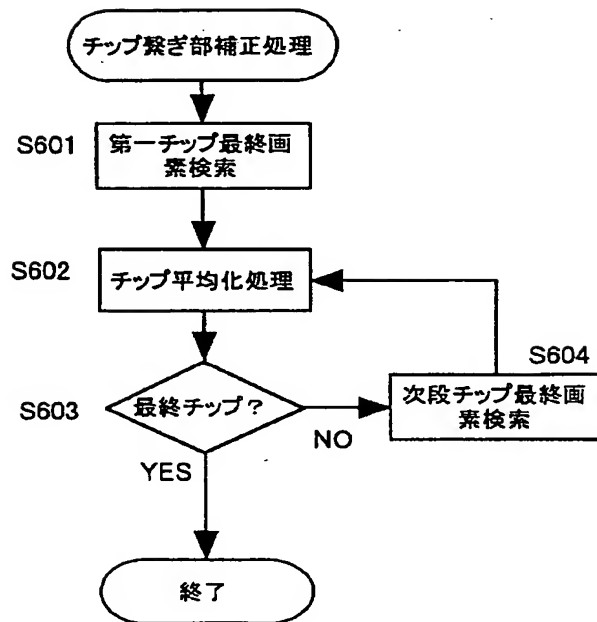 チップ繋ぎ部補正処理
S601
第一チップ最終画
素検索
S602
チップ平均化処理
S603
最終チップ？
NO
S604
次段チップ最終画
素検索
YES
終了